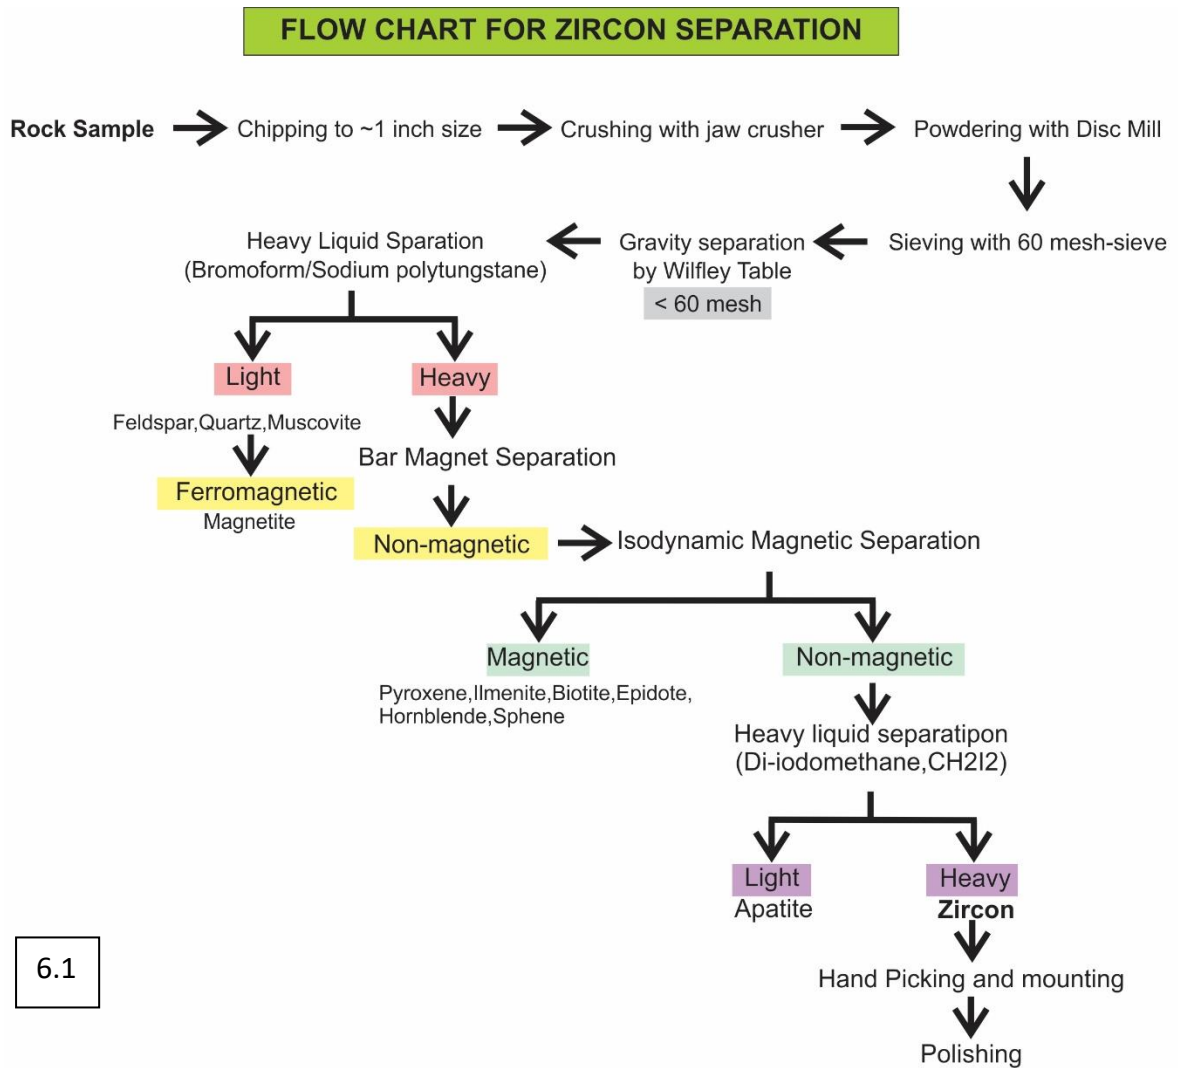 FLOW CHART FOR ZIRCON SEPARATION
Rock Sample
Chipping to ~1 inch size
Crushing with jaw crusher
Powdering with Disc Mill
Sieving with 60 mesh-sieve
Gravity separation
by Wilfley Table
< 60 mesh
Heavy Liquid Sparation
(Bromoform/Sodium polytungstane)
Light
Heavy
Feldspar,Quartz,Muscovite
Bar Magnet Separation
Ferromagnetic
Magnetite
Non-magnetic
Isodynamic Magnetic Separation
Magnetic
Pyroxene,Ilmenite,Biotite,Epidote,
Hornblende,Sphene
Non-magnetic
Heavy liquid separatipon
(Di-iodomethane,CH2I2)
Light
Apatite
Heavy
Zircon
Hand Picking and mounting
Polishing
6.1